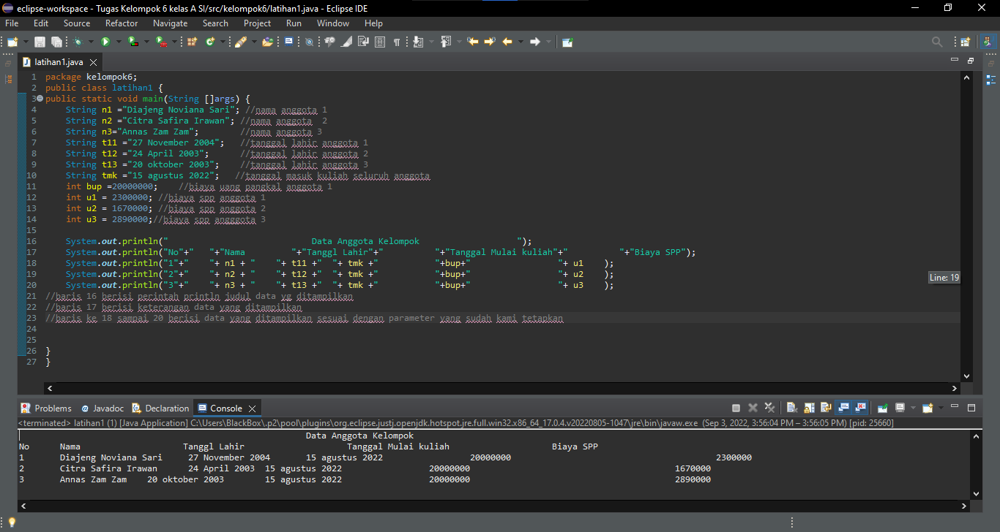 eclipse-workspace - Tugas Kelompok 6 kelas A SI/src/kelompok6/latihan1.java - Eclipse IDE
File Edit Source Refactor Navigate Search Project Run Window Help
latihan1.java
1 package kelompok6;
2 public class latihan1 {
3 public static void main(String []args) {
4 String n1 ="Diajeng Noviana Sari"; //nama anggota 1
5 String n2 ="Citra Safira Irawan"; //nama anggota 2
6 String n3="Annas Zam Zam"; //nama anggota 3
7 String t11 ="27 November 2004"; //tanggal lahir anggota 1
8 String t12 ="24 April 2003"; //tanggal lahir anggota 2
9 String t13 ="20 oktober 2003"; //tanggal lahir anggota 3
10 String tmk ="15 agustus 2022"; //tanggal masuk kuliah seluruh anggota
11 int bup =20000000; //biaya uang pangkal anggota 1
12 int u1 = 2300000; //biaya spp anggota 1
13 int u2 = 1670000; //biaya spp anggota 2
14 int u3 = 2890000;//biaya spp angggota 3
15
16 System.out.println(" Data Anggota Kelompok ");
17 System.out.println("No"+" "+"Nama "+"Tanggl Lahir"+" "+"Tanggal Mulai kuliah"+" "+"Biaya SPP");
18 System.out.println("1"+" "+ n1 + " "+ t11 +" "+ tmk +" "+bup+" "+ u1 );
19 System.out.println("2"+" "+ n2 + " "+ t12 +" "+ tmk +" "+bup+" "+ u2 );
20 System.out.println("3"+" "+ n3 + " "+ t13 +" "+ tmk +" "+bup+" "+ u3 );
Line: 19
21 //baris 16 berisi perintah println judul data yg ditampilkan
22 //baris 17 berisi keterangan data yang ditampilkan
23 //baris ke 18 sampai 20 berisi data yang ditampilkan sesuai dengan parameter yang sudah kami tetapkan
24
25
26 }
27 }
Problems @ Javadoc Declaration Console
<terminated> latihan1 (1) [Java Application] C:\Users\BlackBox\.p2\pool\plugins\org.eclipse.justj.openjdk.hotspot.jre.full.win32.x86_64_17.0.4.v20220805-1047\jre\bin\javaw.exe (Sep 3, 2022, 3:56:04 PM – 3:56:05 PM) [pid: 25660]
Data Anggota Kelompok
No Nama Tanggl Lahir Tanggal Mulai kuliah Biaya SPP
1 Diajeng Noviana Sari 27 November 2004 15 agustus 2022 20000000 2300000
2 Citra Safira Irawan 24 April 2003 15 agustus 2022 20000000 1670000
3 Annas Zam Zam 20 oktober 2003 15 agustus 2022 20000000 2890000